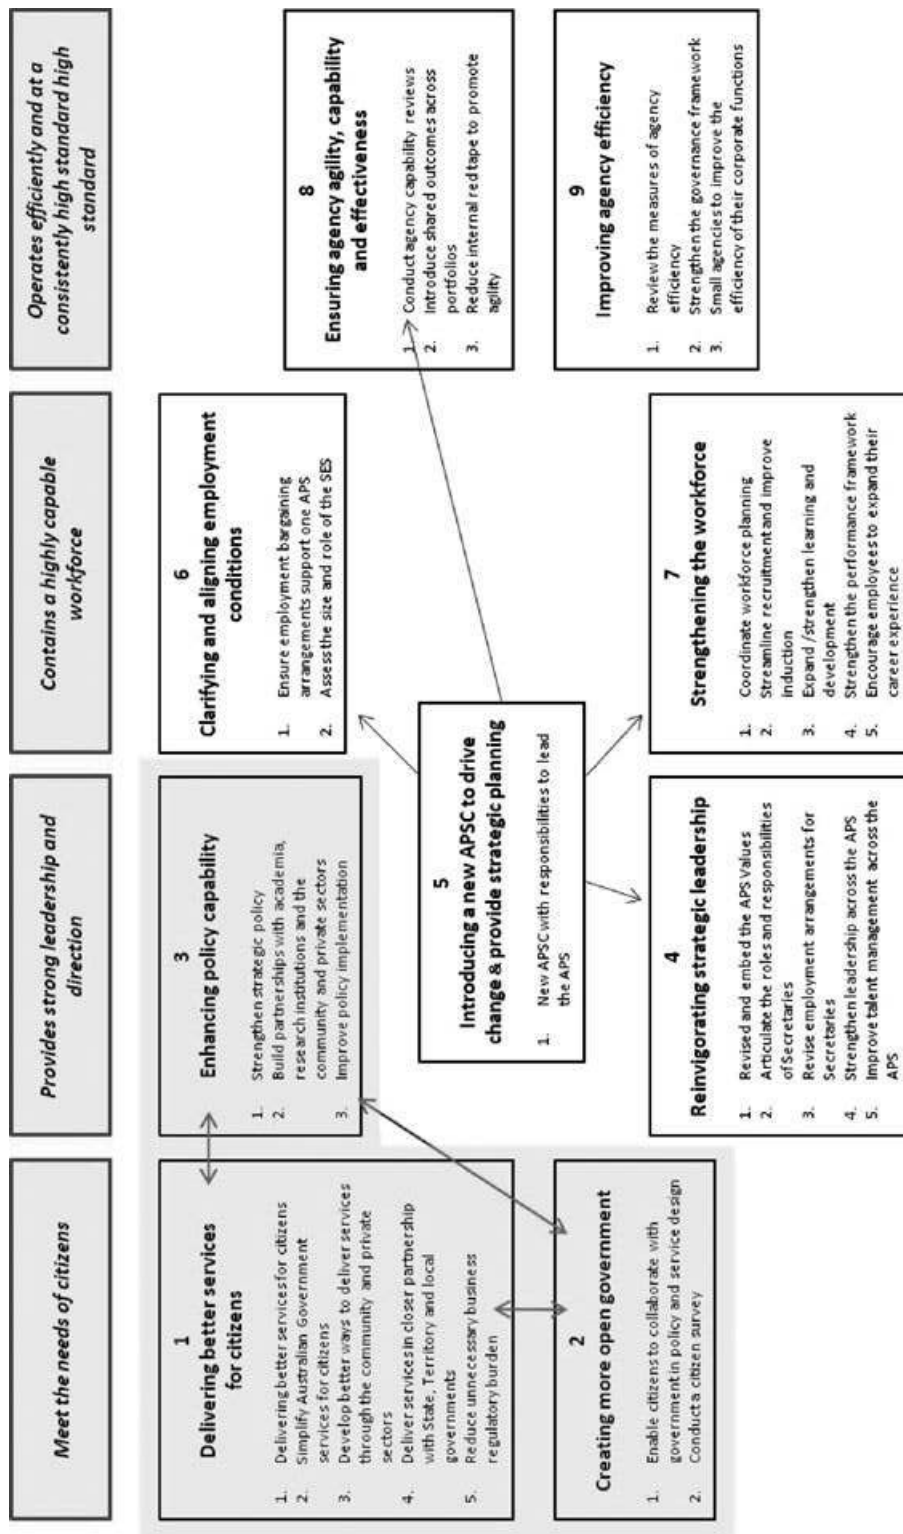 Meet the needs of citizens
Provides strong leadership and
direction
Contains a highly capable
workforce
Operates efficiently and at a
consistently high standard high
standard
1
Delivering better services
for citizens
1. Delivering better services for citizens
2. Simplify Australian Government
services for citizens
3. Develop better ways to deliver services
through the community and private
sectors
4. Deliver services in closer partnership
with State, Territory and local
governments
5. Reduce unnecessary business
regulatory burden
2
Creating more open government
1. Enable citizens to collaborate with
government in policy and service design
2. Conduct a citizen survey
3
Enhancing policy capability
1. Strengthen strategic policy
2. Build partnerships with academia,
research institutions and the
community and private sectors
3. Improve policy implementation
5
Introducing a new APSC to drive
change & provide strategic planning
1. New APSC with responsibilities to lead
the APS
4
Reinvigorating strategic leadership
1. Revised and embed the APS Values
2. Articulate the roles and responsibilities
of Secretaries
3. Revise employment arrangements for
Secretaries
4. Strengthen leadership across the APS
5. Improve talent management across the
APS
6
Clarifying and aligning employment
conditions
1. Ensure employment bargaining
arrangements support one APS
2. Assess the size and role of the SES
7
Strengthening the workforce
1. Coordinate workforce planning
2. Streamline recruitment and improve
induction
3. Expand /strengthen learning and
development
4. Strengthen the performance framework
5. Encourage employees to expand their
career experience
8
Ensuring agency agility, capability
and effectiveness
1. Conduct agency capability reviews
2. Introduce shared outcomes across
portfolios
3. Reduce internal red tape to promote
agility
9
Improving agency efficiency
1. Review the measures of agency
efficiency
2. Strengthen the governance framework
3. Small agencies to improve the
efficiency of their corporate functions